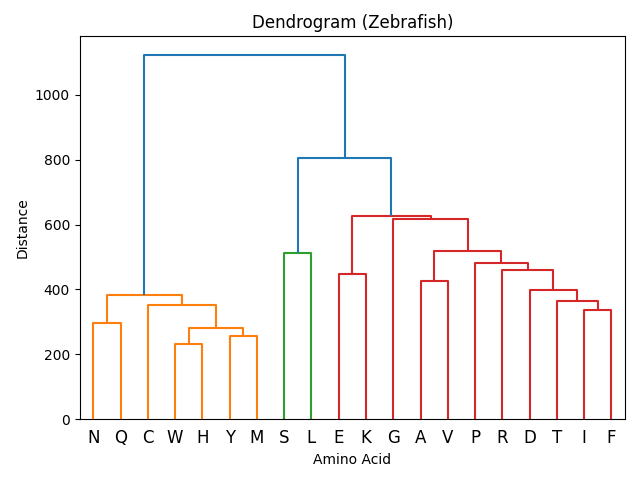 Dendrogram (Zebrafish)
1000
800
600
400
200
0
Distance
N Q C W H Y M S L E K G A V P R D T I F
Amino Acid